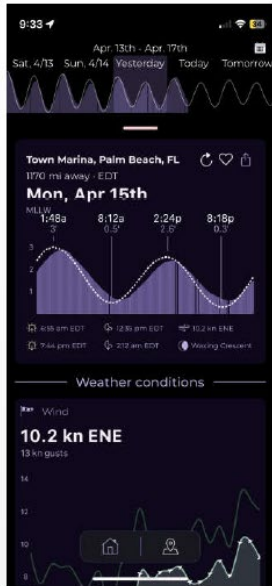 9:33
34
Apr. 13th - Apr. 17th
Sat, 4/13 Sun, 4/14 Yesterday Today Tomorrow
Town Marina, Palm Beach, FL
1170 mi away - EDT
Mon, Apr 15th
MLLW
1:48a 8:12a 2:24p 8:18p
3' 0.5' 2.6' 0.3'
3
2
1
6:55 am EDT 12:35 pm EDT 10.2 kn ENE
7:44 pm EDT 2:12 am EDT Waxing Crescent
Weather conditions
Wind
10.2 kn ENE
13 kn gusts
14
12
10
8